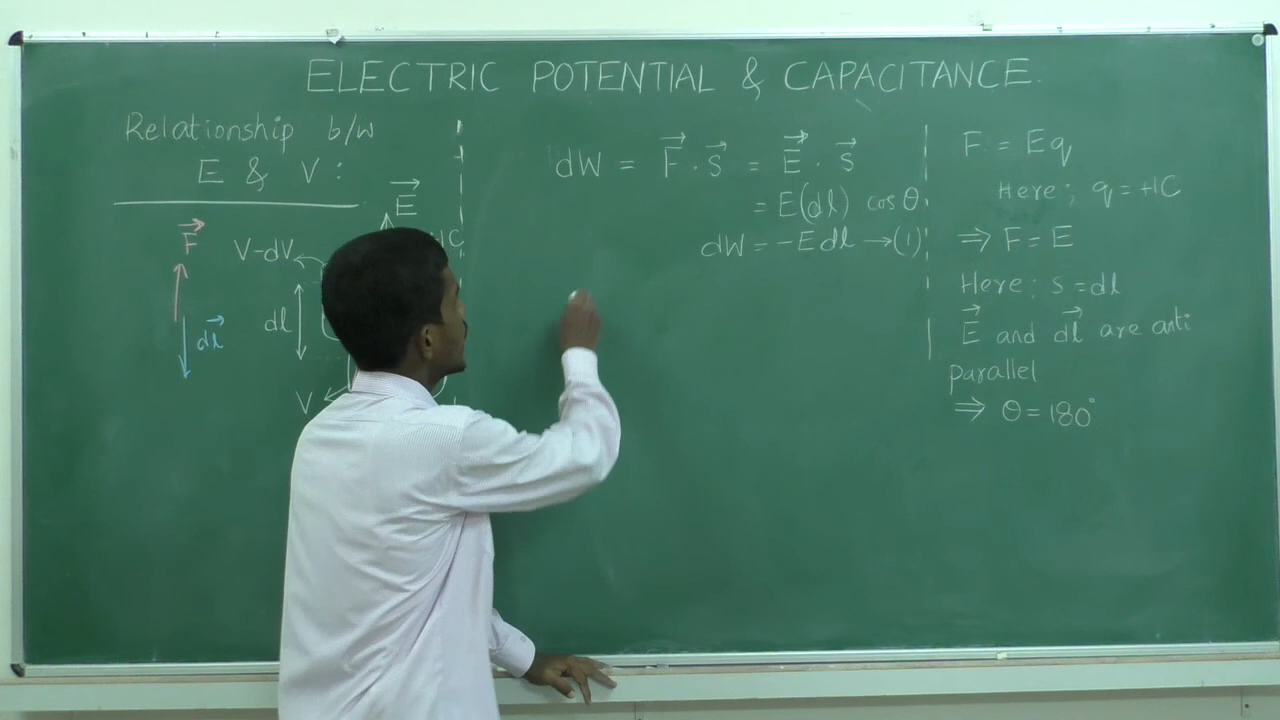 ELECTRIC POTENTIAL & CAPACITANCE.
Relationship b/w
E & V :
E⃗
F⃗
V-dV
dl
dl⃗
V
dW = F⃗ . s⃗ = E⃗ . s⃗
= E(dl) cos θ
dW = -Edl → (1)
F = Eq
Here; q = +1C
⇒ F = E
Here: s = dl
E⃗ and dl⃗ are anti
parallel
⇒ θ = 180°